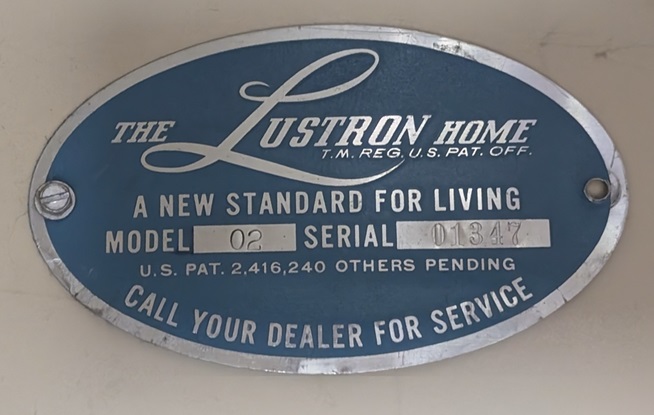 THE LUSTRON HOME
T.M. REG. U.S. PAT. OFF.
A NEW STANDARD FOR LIVING
MODEL 02 SERIAL 01347
U.S. PAT. 2,416,240 OTHERS PENDING
CALL YOUR DEALER FOR SERVICE